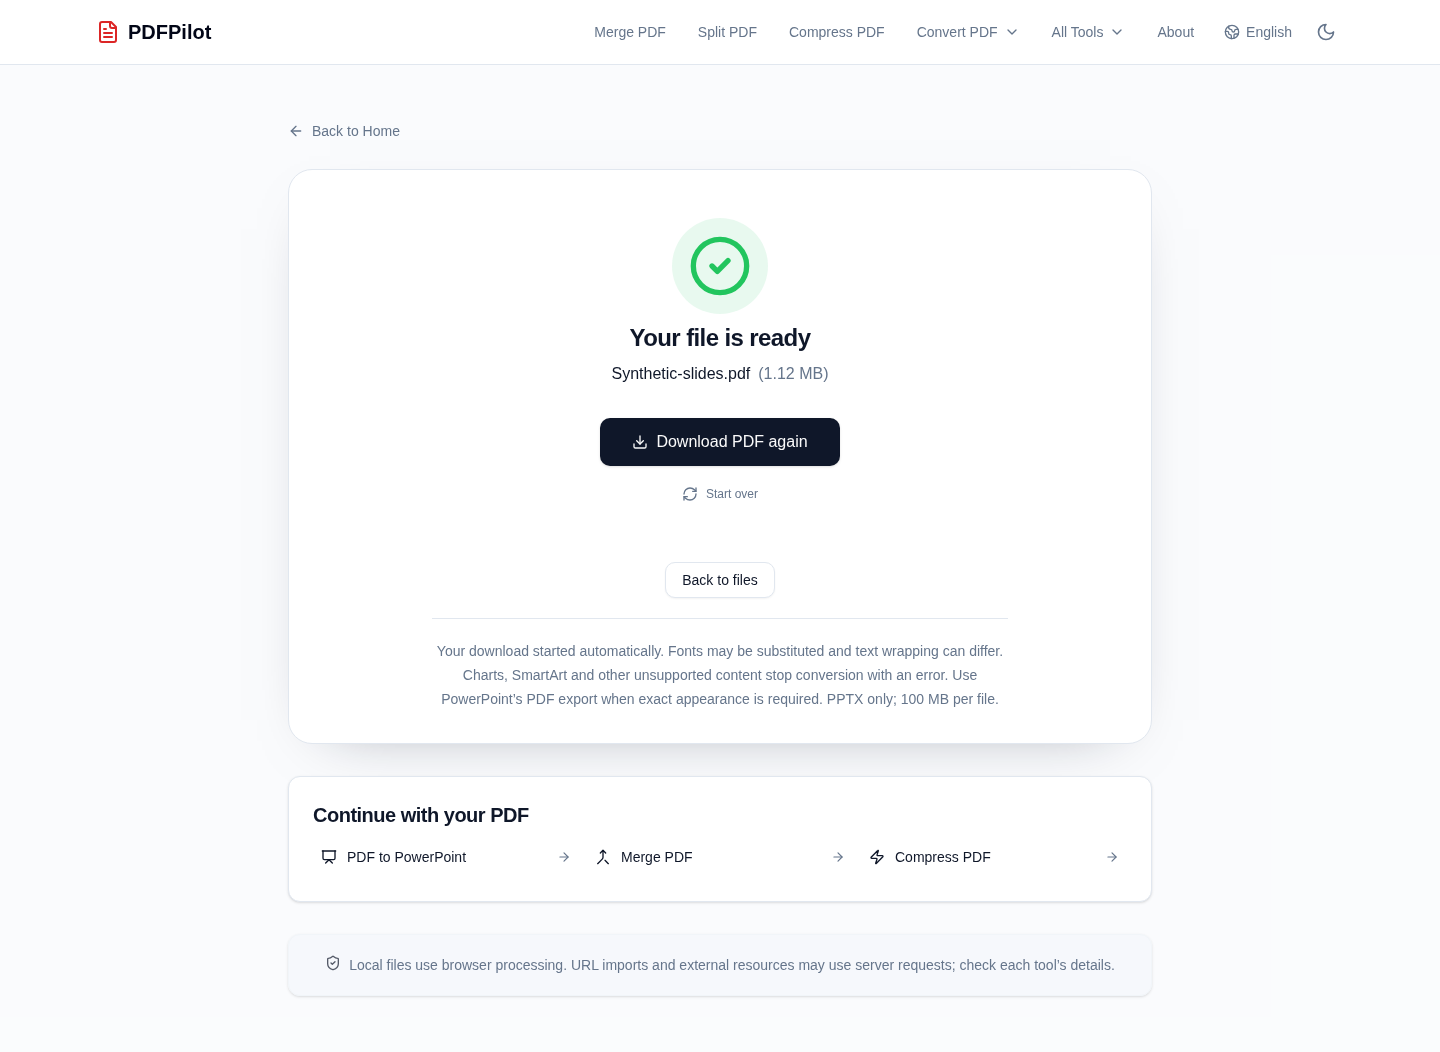 PDFPilot
Merge PDF
Split PDF
Compress PDF
Convert PDF
All Tools
About
English
Back to Home
Your file is ready
Synthetic-slides.pdf (1.12 MB)
Download PDF again
Start over
Back to files
Your download started automatically. Fonts may be substituted and text wrapping can differ.
Charts, SmartArt and other unsupported content stop conversion with an error. Use
PowerPoint’s PDF export when exact appearance is required. PPTX only; 100 MB per file.
Continue with your PDF
PDF to PowerPoint
Merge PDF
Compress PDF
Local files use browser processing. URL imports and external resources may use server requests; check each tool’s details.